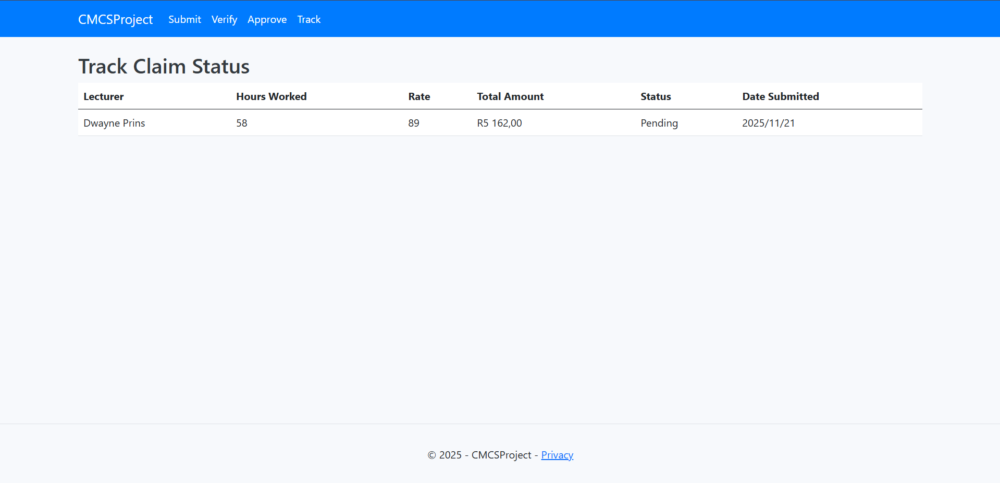 CMCSProject Submit Verify Approve Track
Track Claim Status
Lecturer Hours Worked Rate Total Amount Status Date Submitted
Dwayne Prins 58 89 R5 162,00 Pending 2025/11/21
© 2025 - CMCSProject - Privacy